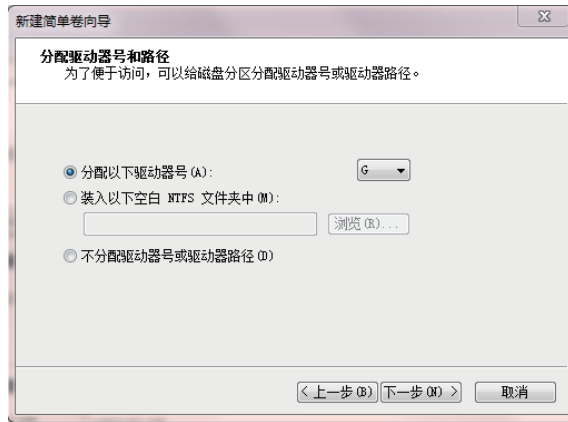 新建简单卷向导
分配驱动器号和路径
为了便于访问，可以给磁盘分区分配驱动器号或驱动器路径。
分配以下驱动器号(A):
G
装入以下空白 NTFS 文件夹中(M):
浏览(R)...
不分配驱动器号或驱动器路径(D)
< 上一步(B) 下一步(N) > 取消